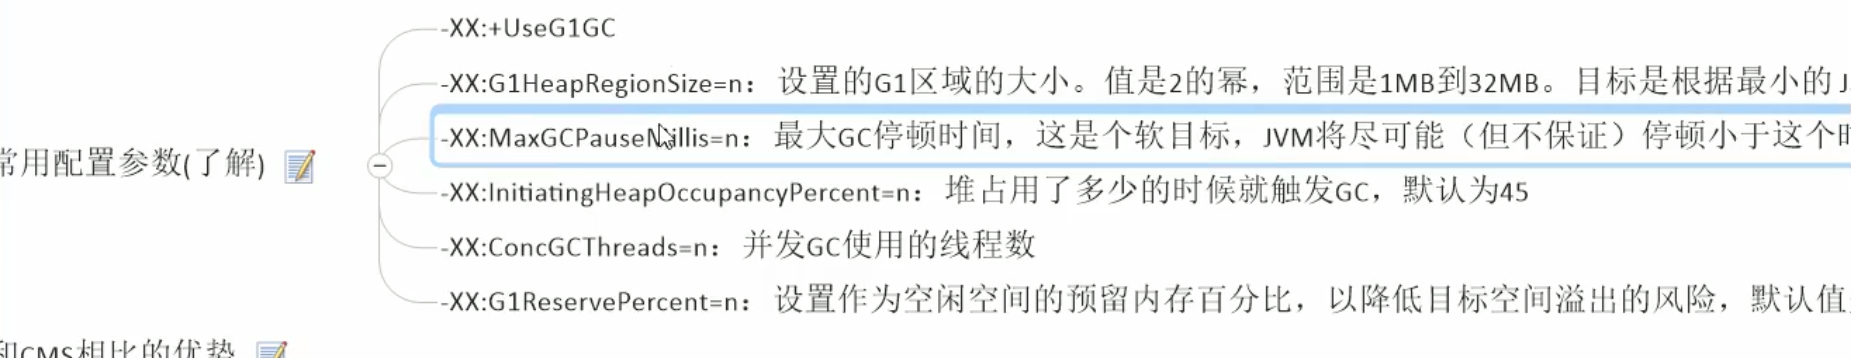 -XX:+UseG1GC
-XX:G1HeapRegionSize=n：设置的G1区域的大小。值是2的幂，范围是1MB到32MB。目标是根据最小的J
-XX:MaxGCPauseMillis=n：最大GC停顿时间，这是个软目标，JVM将尽可能（但不保证）停顿小于这个时
常用配置参数(了解)
-XX:InitiatingHeapOccupancyPercent=n：堆占用了多少的时候就触发GC，默认为45
-XX:ConcGCThreads=n：并发GC使用的线程数
-XX:G1ReservePercent=n：设置作为空闲空间的预留内存百分比，以降低目标空间溢出的风险，默认值
和CMS相比的优势